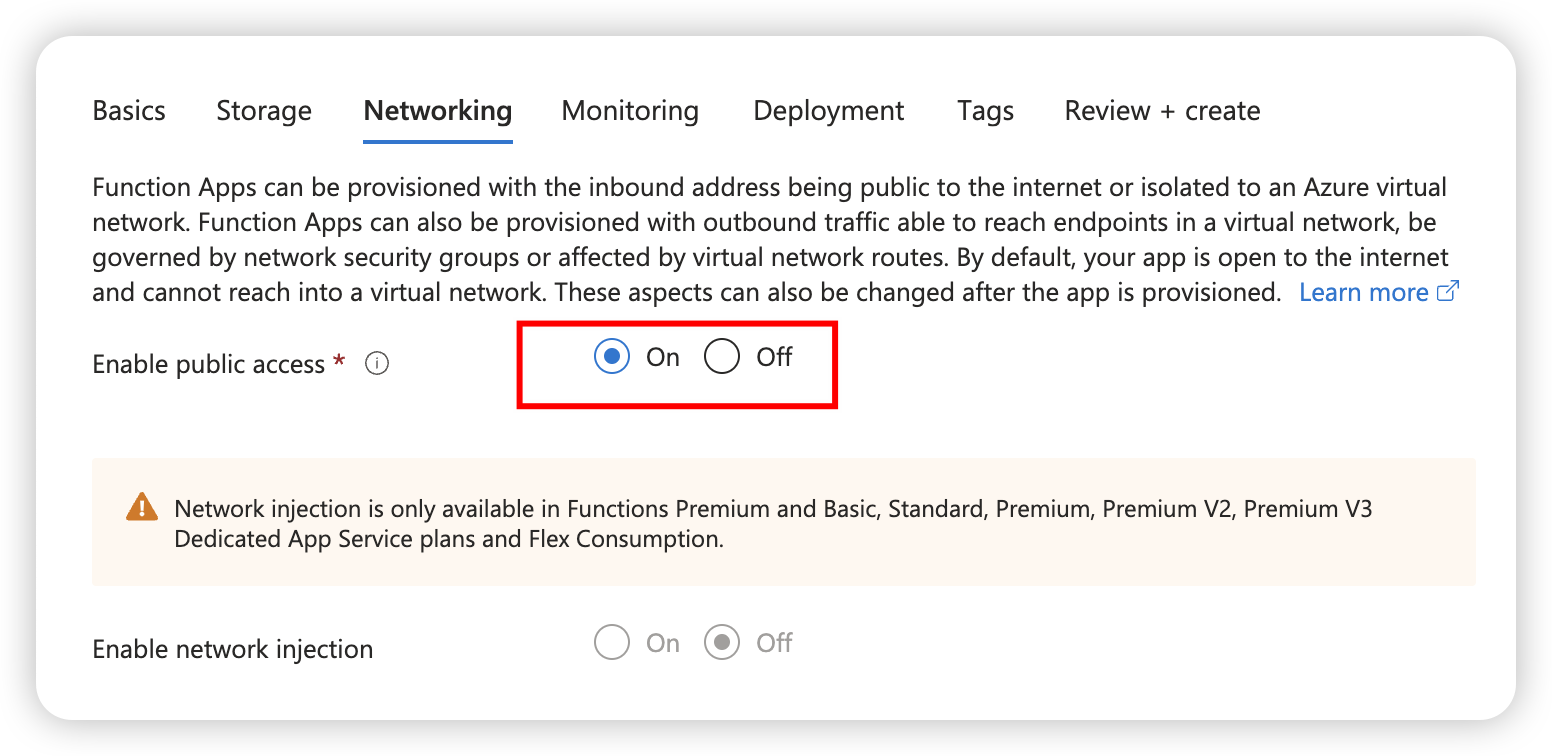 Basics Storage Networking Monitoring Deployment Tags Review + create
Function Apps can be provisioned with the inbound address being public to the internet or isolated to an Azure virtual
network. Function Apps can also be provisioned with outbound traffic able to reach endpoints in a virtual network, be
governed by network security groups or affected by virtual network routes. By default, your app is open to the internet
and cannot reach into a virtual network. These aspects can also be changed after the app is provisioned. Learn more
Enable public access * On Off
Network injection is only available in Functions Premium and Basic, Standard, Premium, Premium V2, Premium V3
Dedicated App Service plans and Flex Consumption.
Enable network injection On Off